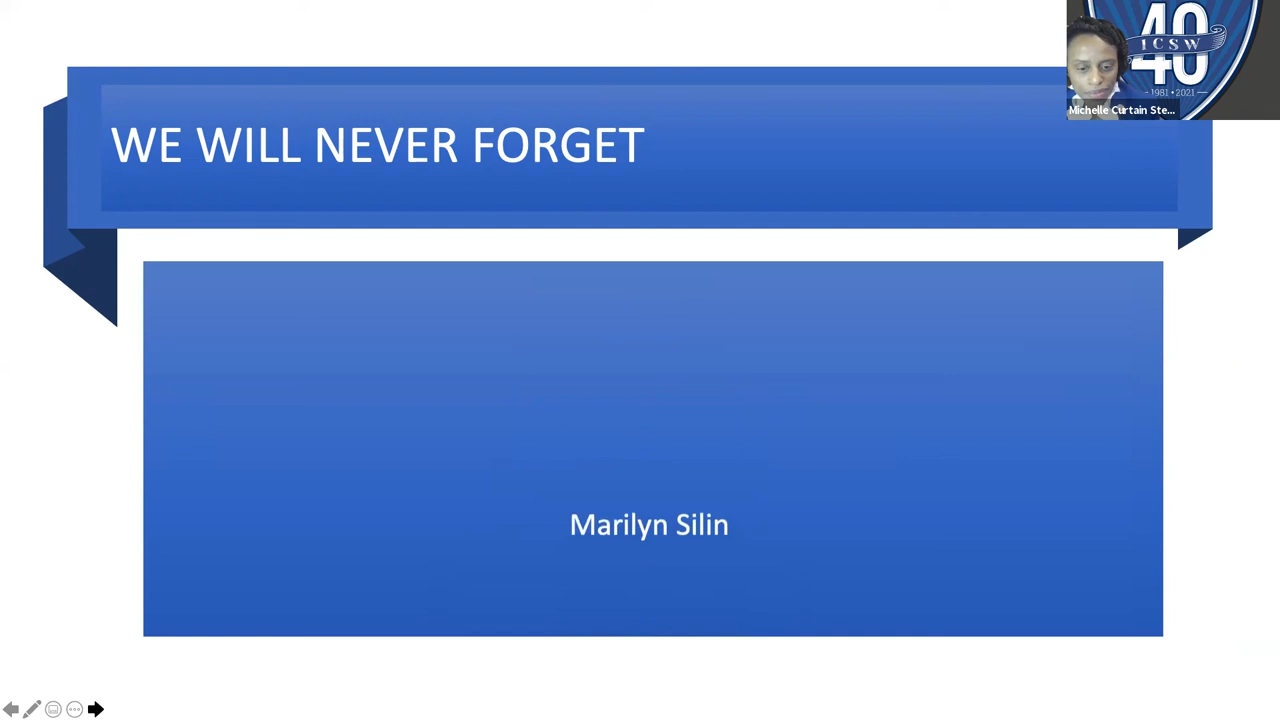 40
ICSW
1981 • 2021
Michelle Curtain Ste...
WE WILL NEVER FORGET
Marilyn Silin